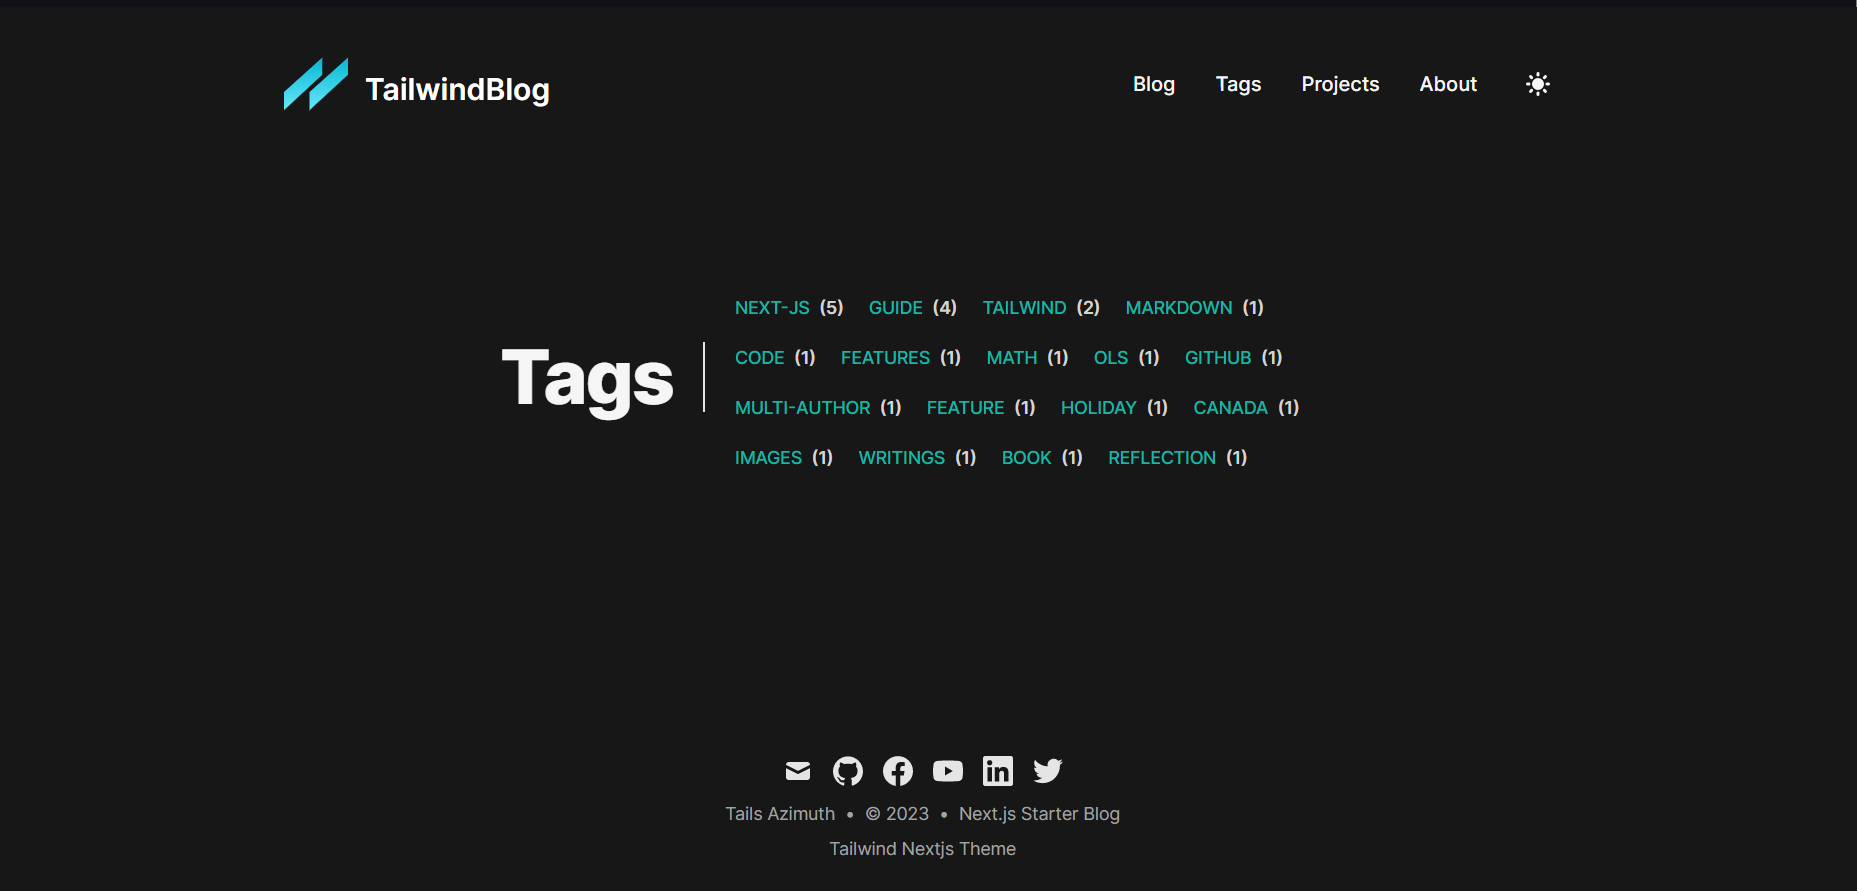 TailwindBlog
Blog Tags Projects About
Tags
NEXT-JS (5) GUIDE (4) TAILWIND (2) MARKDOWN (1)
CODE (1) FEATURES (1) MATH (1) OLS (1) GITHUB (1)
MULTI-AUTHOR (1) FEATURE (1) HOLIDAY (1) CANADA (1)
IMAGES (1) WRITINGS (1) BOOK (1) REFLECTION (1)
Tails Azimuth • © 2023 • Next.js Starter Blog
Tailwind Nextjs Theme